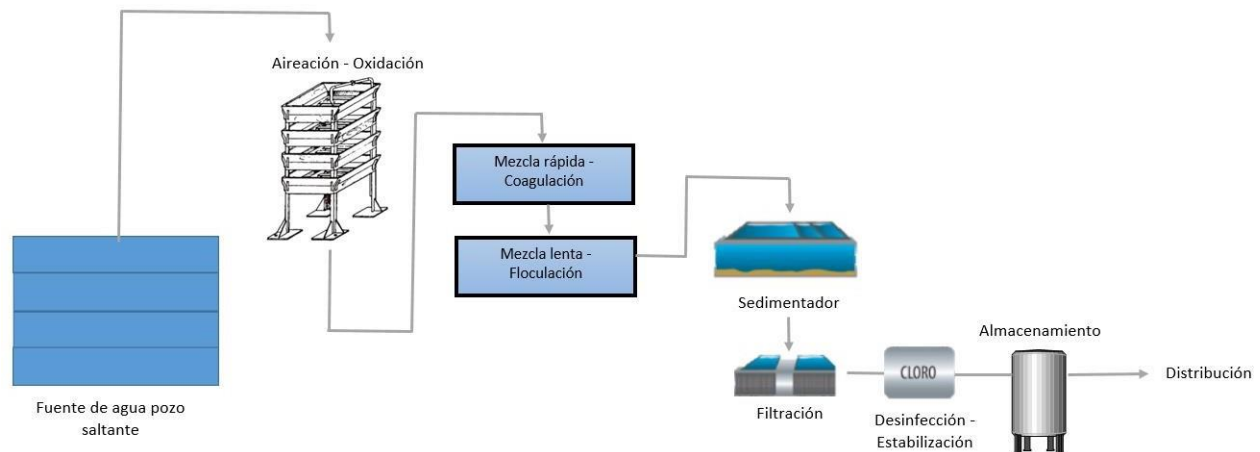 Aireación - Oxidación
Mezcla rápida -
Coagulación
Mezcla lenta -
Floculación
Fuente de agua pozo
saltante
Sedimentador
Filtración
CLORO
Desinfección -
Estabilización
Almacenamiento
Distribución